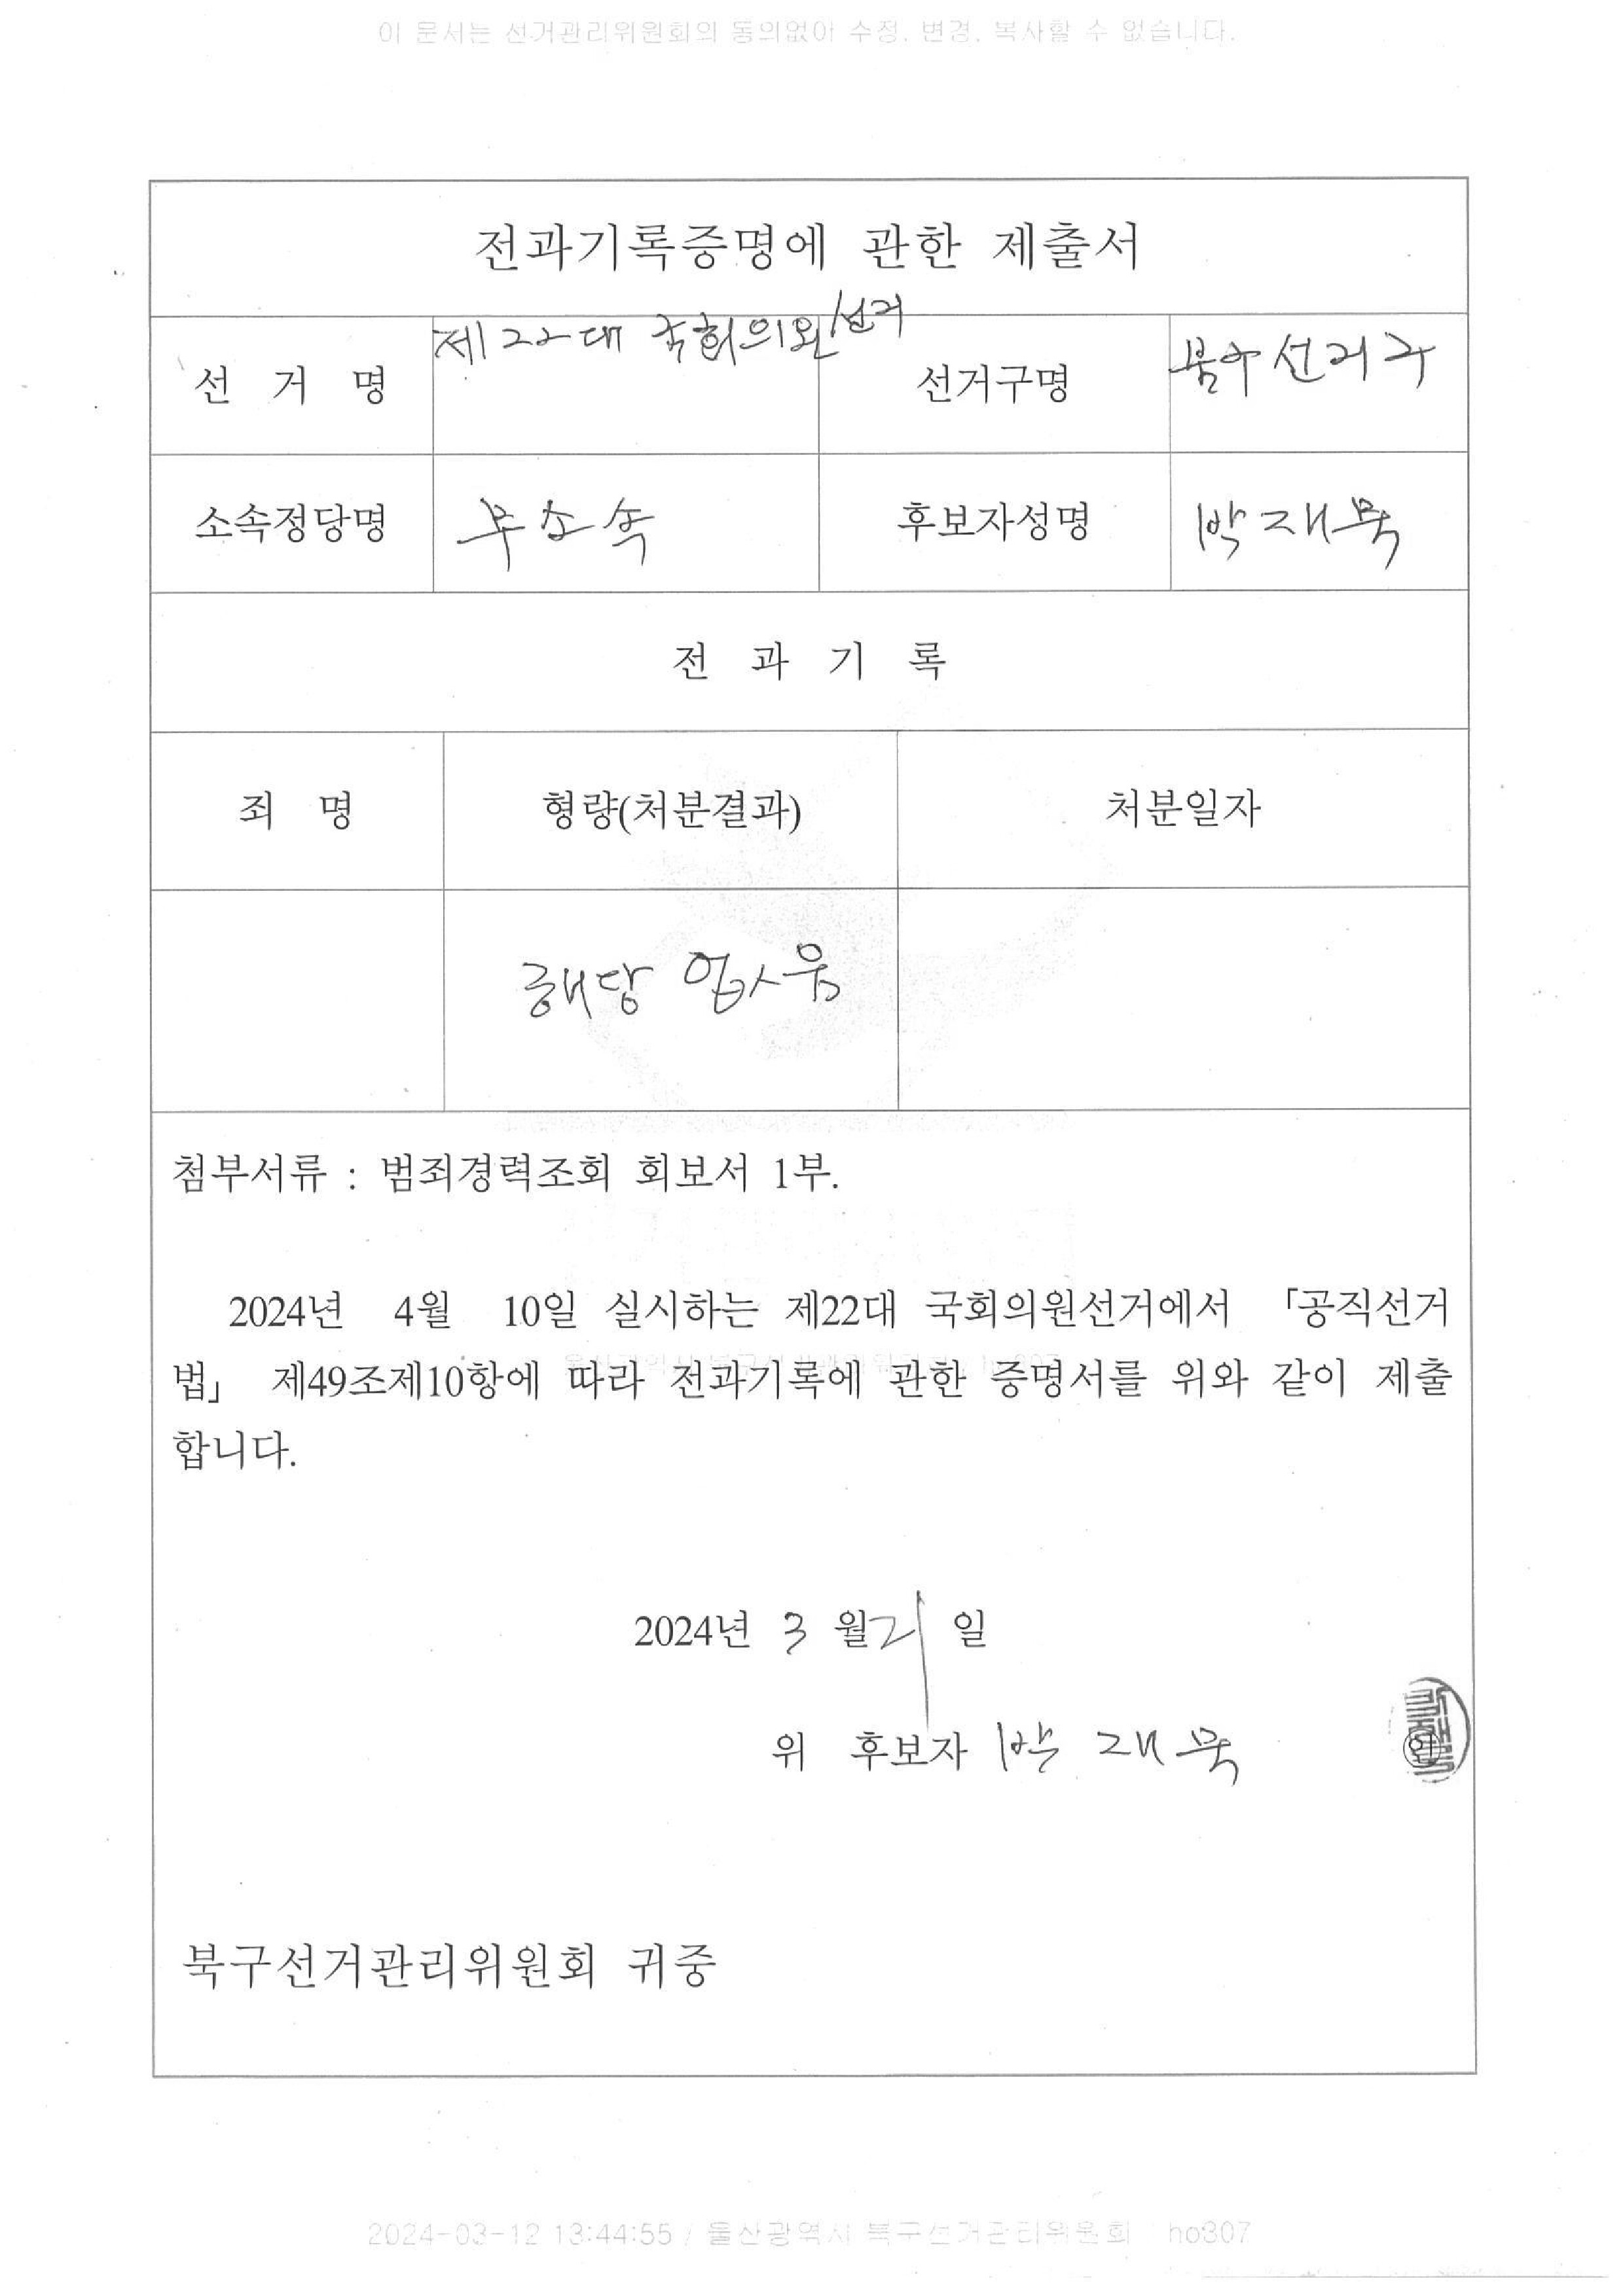 이 문서는 선거관리위원회의 동의없이 수정, 변경, 복사할 수 없습니다.
전과기록증명에 관한 제출서
선 거 명 제22대 국회의원선거 선거구명 북구선거구
소속정당명 무소속 후보자성명 박재묵
전 과 기 록
죄 명 형량(처분결과) 처분일자
해당 없음
첨부서류 : 범죄경력조회 회보서 1부.
2024년 4월 10일 실시하는 제22대 국회의원선거에서 「공직선거
법」 제49조제10항에 따라 전과기록에 관한 증명서를 위와 같이 제출
합니다.
2024년 3 월 21 일
위 후보자 박 재 묵 인
북구선거관리위원회 귀중
2024-03-12 13:44:55 / 울산광역시 북구선거관리위원회 ho307